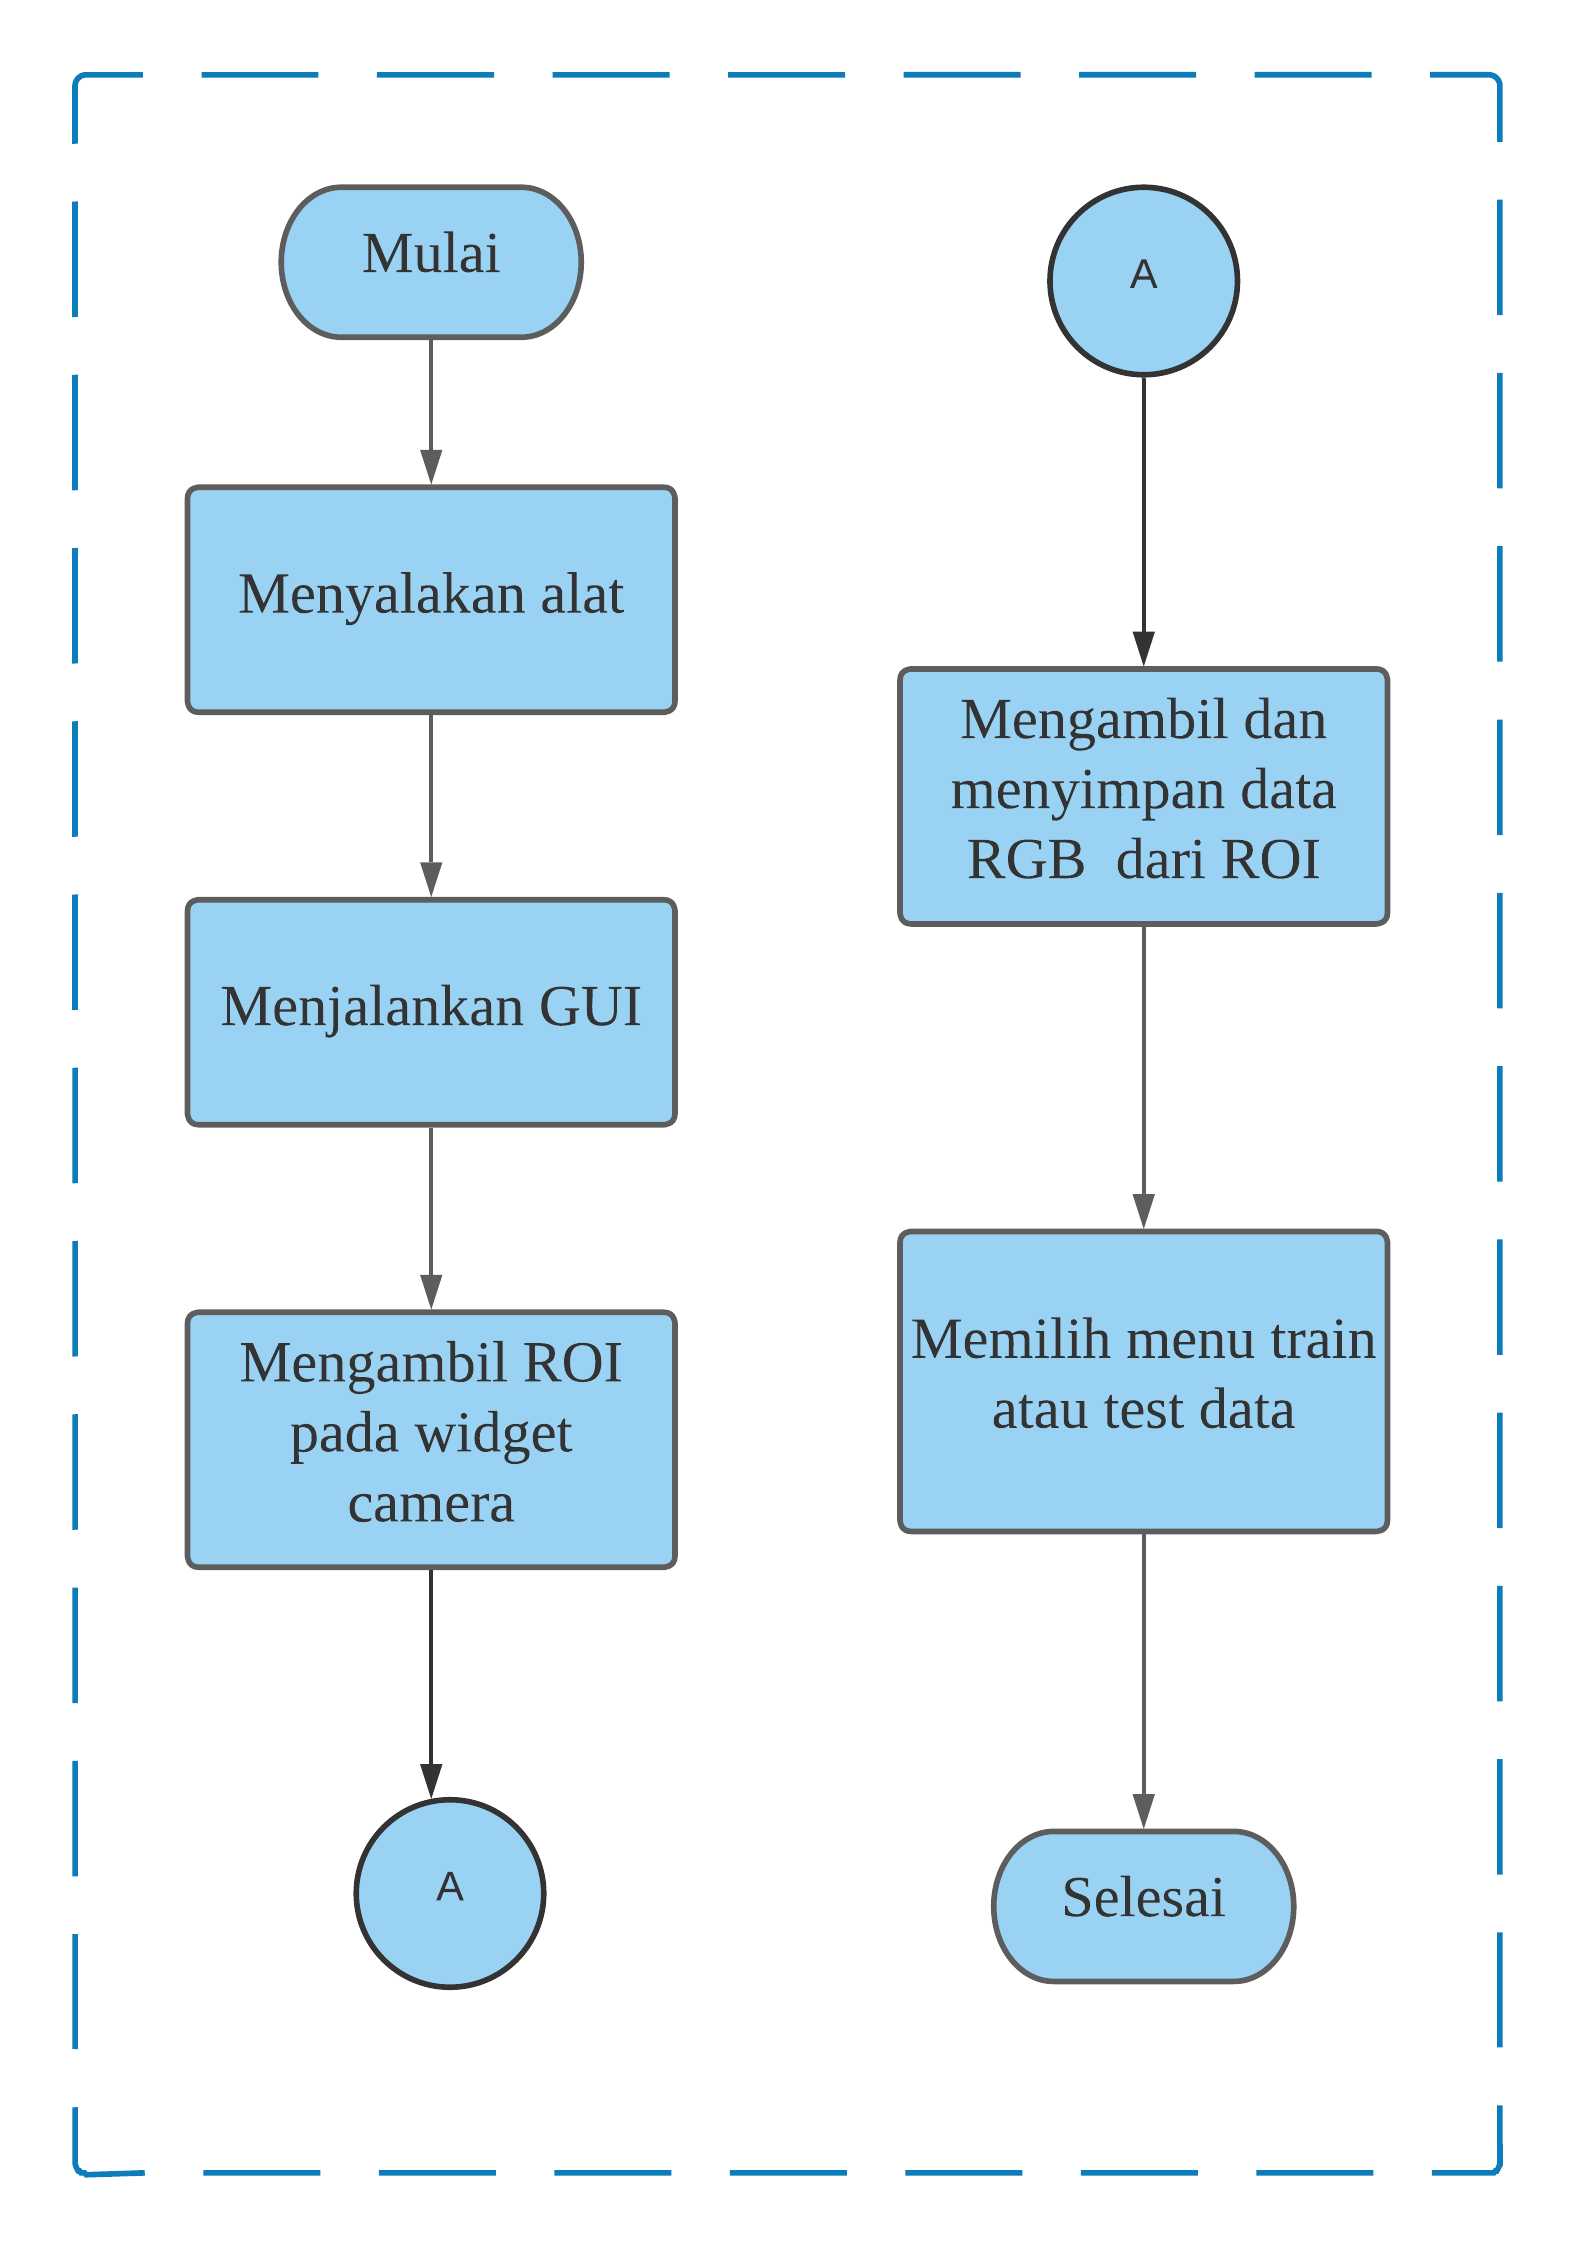 Mulai
Menyalakan alat
Menjalankan GUI
Mengambil ROI
pada widget
camera
A
A
Mengambil dan
menyimpan data
RGB  dari ROI
Memilih menu train
atau test data
Selesai